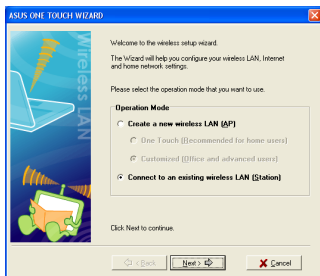 ASUS ONE TOUCH WIZARD
Wireless LAN
Welcome to the wireless setup wizard.
The Wizard will help you configure your wireless LAN, Internet
and home network settings.
Please select the operation mode that you want to use.
Operation Mode
Create a new wireless LAN (AP)
One Touch (Recommended for home users)
Customized (Office and advanced users)
Connect to an existing wireless LAN (Station)
Click Next to continue.
< Back
Next >
Cancel